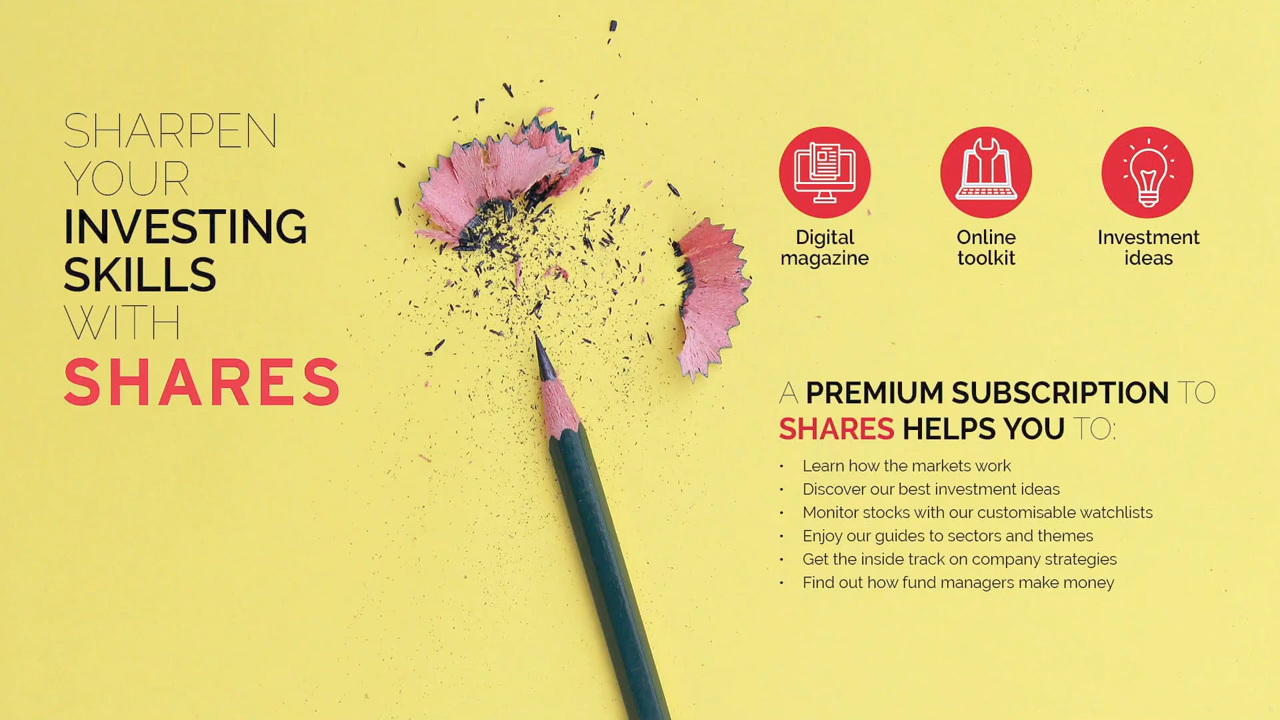 SHARPEN
YOUR
INVESTING
SKILLS
WITH
SHARES
Digital
magazine
Online
toolkit
Investment
ideas
A PREMIUM SUBSCRIPTION TO
SHARES HELPS YOU TO:
• Learn how the markets work
• Discover our best investment ideas
• Monitor stocks with our customisable watchlists
• Enjoy our guides to sectors and themes
• Get the inside track on company strategies
• Find out how fund managers make money